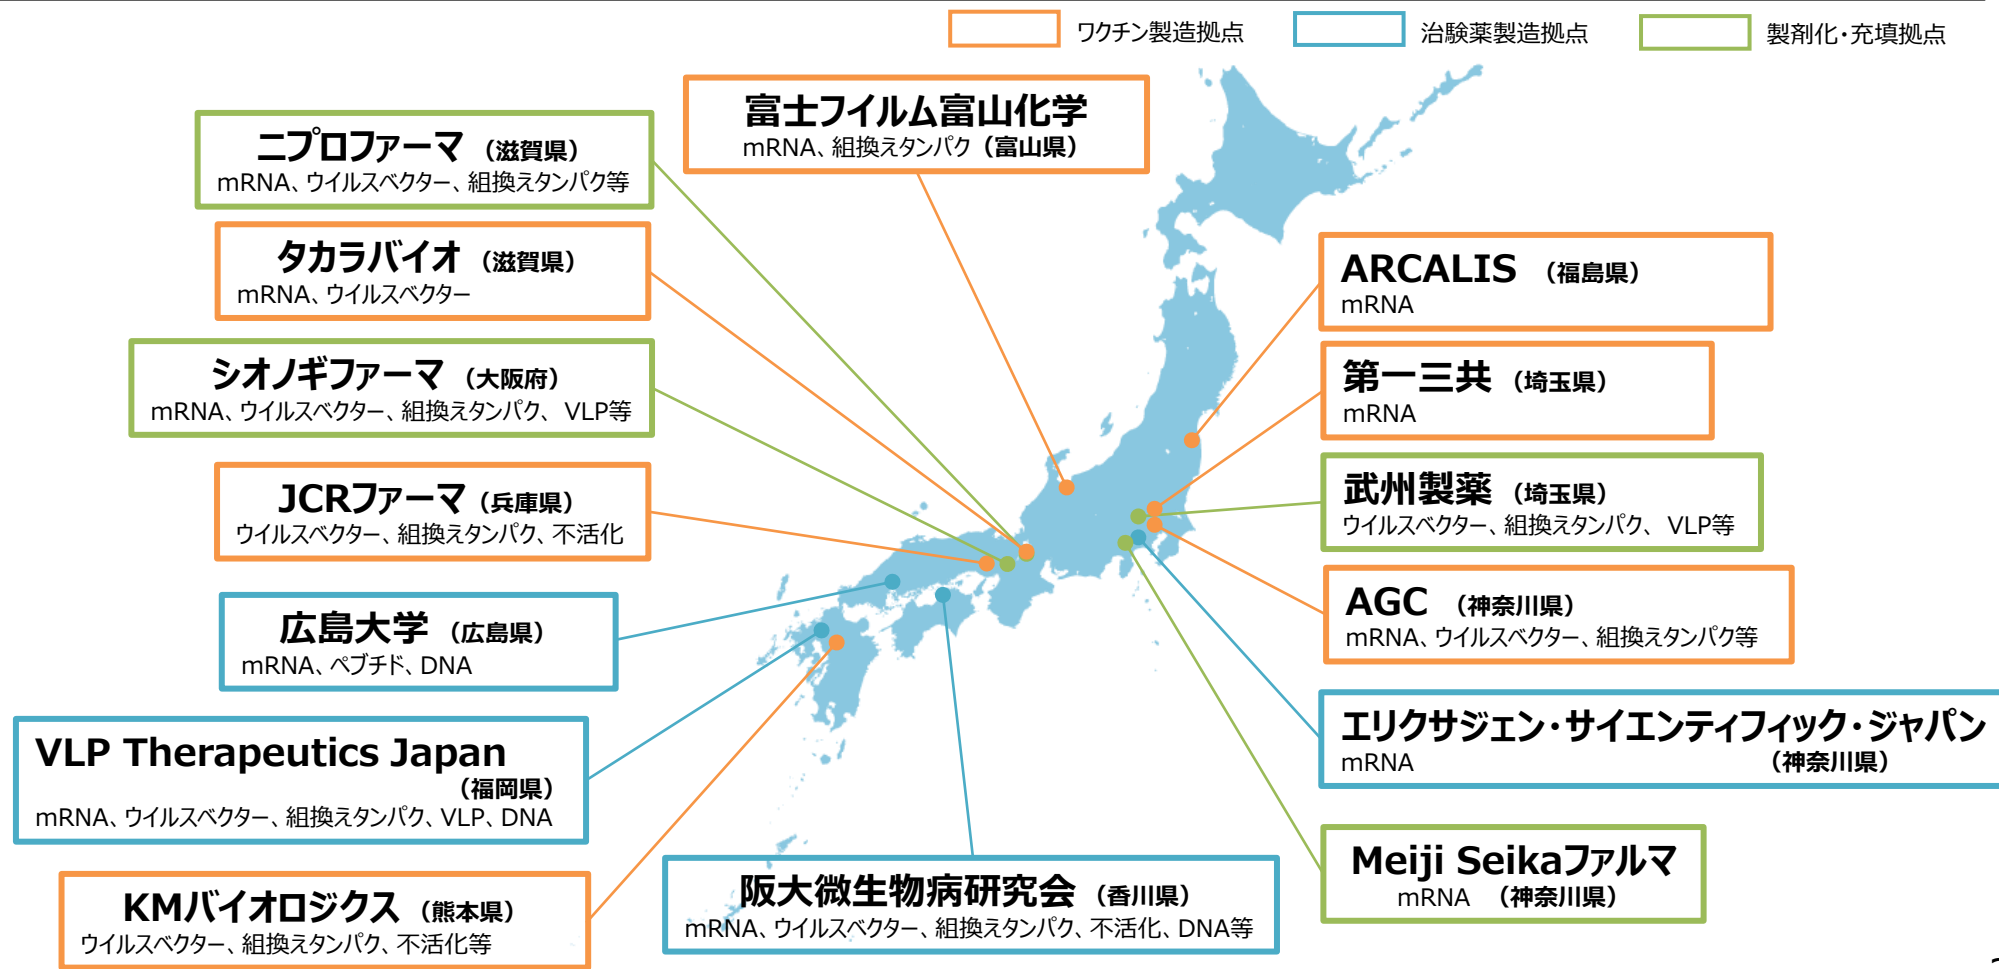 ワクチン製造拠点
治験薬製造拠点
製剤化・充填拠点
富士フイルム富山化学
mRNA、組換えタンパク（富山県）
ニプロファーマ（滋賀県）
mRNA、ウイルスベクター、組換えタンパク等
タカラバイオ（滋賀県）
mRNA、ウイルスベクター
シオノギファーマ（大阪府）
mRNA、ウイルスベクター、組換えタンパク、VLP等
JCRファーマ（兵庫県）
ウイルスベクター、組換えタンパク、不活化
広島大学（広島県）
mRNA、ペプチド、DNA
VLP Therapeutics Japan
（福岡県）
mRNA、ウイルスベクター、組換えタンパク、VLP、DNA
KMバイオロジクス（熊本県）
ウイルスベクター、組換えタンパク、不活化等
阪大微生物病研究会（香川県）
mRNA、ウイルスベクター、組換えタンパク、不活化、DNA等
ARCALIS（福島県）
mRNA
第一三共（埼玉県）
mRNA
武州製薬（埼玉県）
ウイルスベクター、組換えタンパク、VLP等
AGC（神奈川県）
mRNA、ウイルスベクター、組換えタンパク等
エリクサジェン・サイエンティフィック・ジャパン
mRNA（神奈川県）
Meiji Seikaファルマ
mRNA（神奈川県）